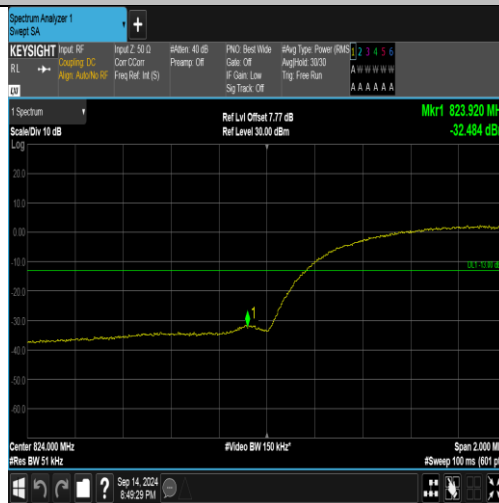 Spectrum Analyzer 1
Swept SA
+
KEYSIGHT Input: RF Input Z: 50 Ω #Atten: 40 dB PNO: Best Wide #Avg Type: Power (RMS 1 2 3 4 5 6
RL Coupling: DC Corr CCorr Preamp: Off Gate: Off Avg|Hold: 30/30 A W W W W W
Align: Auto/No RF Freq Ref: Int (S) IF Gain: Low Trig: Free Run
LXI Sig Track: Off A A A A A A
1 Spectrum Ref Lvl Offset 7.77 dB Mkr1 823.920 MH
Scale/Div 10 dB Ref Level 30.00 dBm -32.484 dB
Log
20.0
10.0
0.00
-10.0
DL1 -13.00 dB
-20.0
-30.0
1
-40.0
-50.0
-60.0
Center 824.000 MHz #Video BW 150 kHz* Span 2.000 M
#Res BW 51 kHz #Sweep 100 ms (601 pt
? Sep 14, 2024
8:49:29 PM